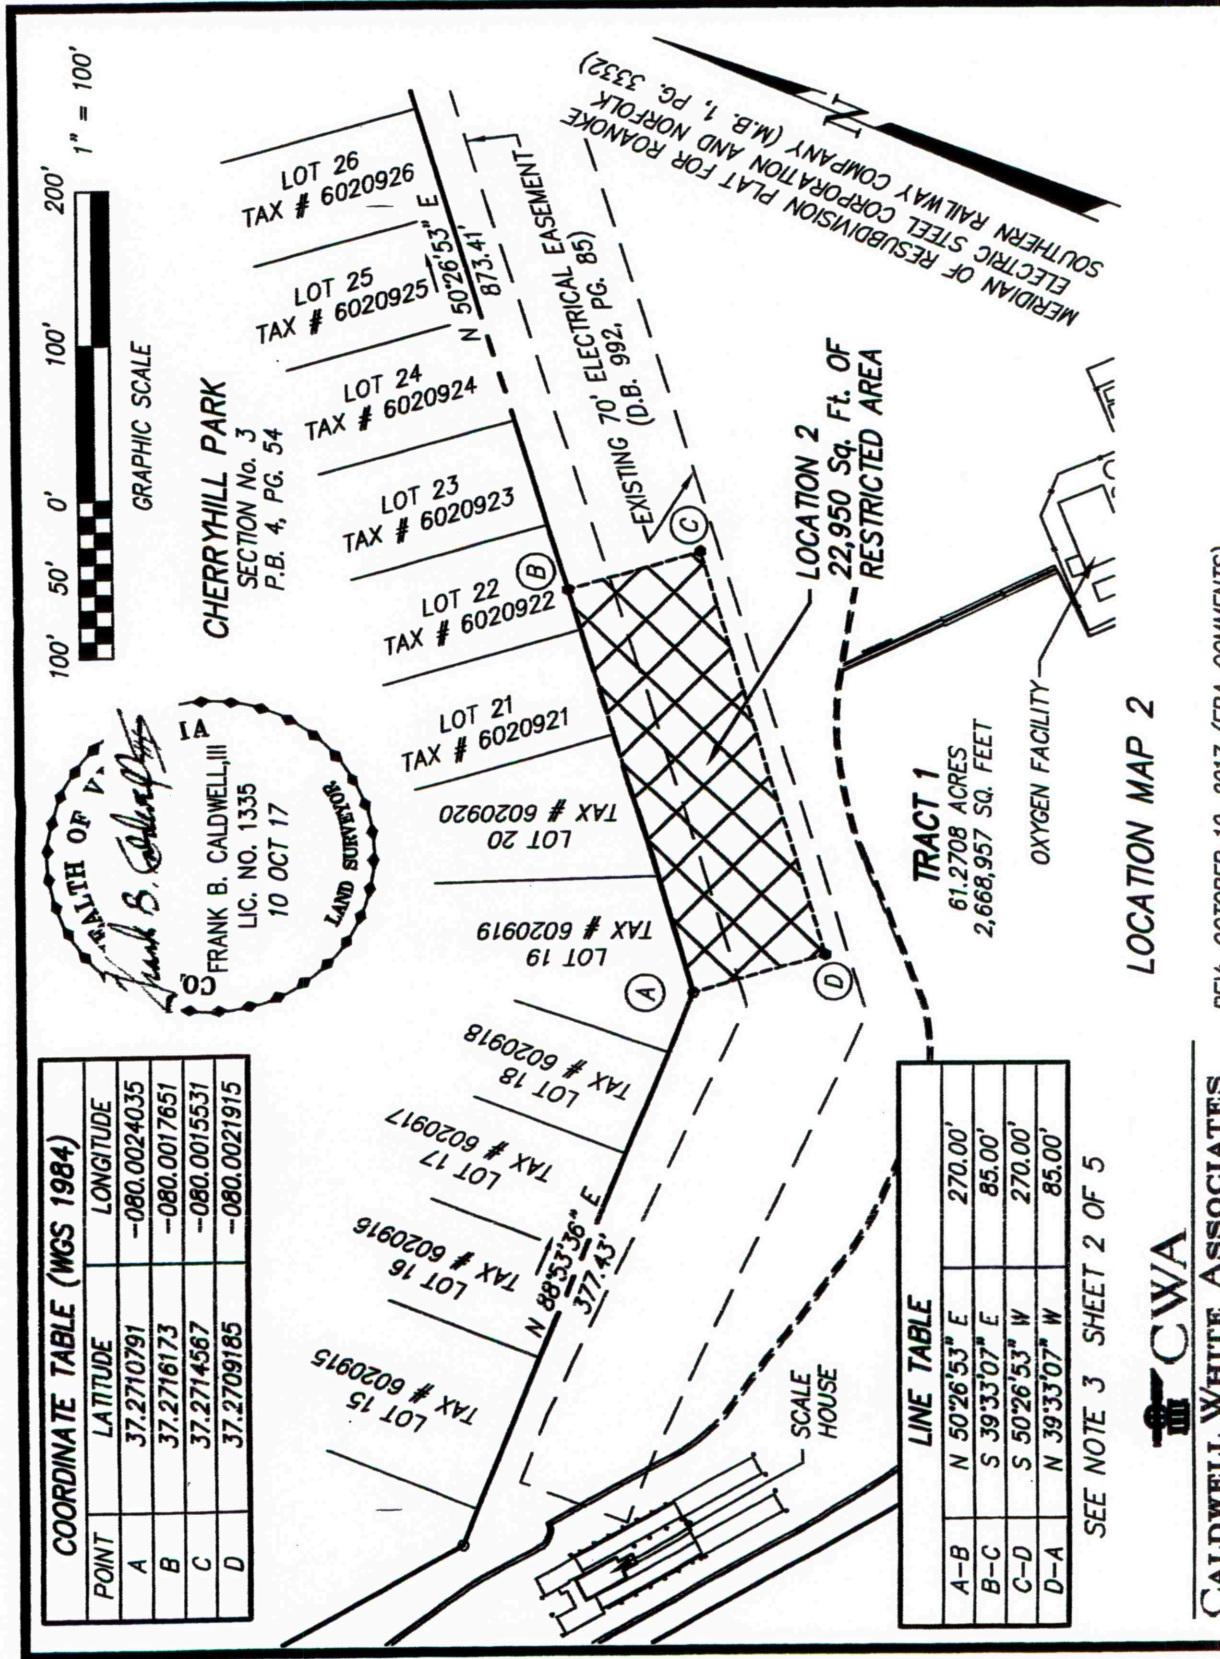 COORDINATE TABLE (WGS 1984)
POINT LATITUDE LONGITUDE
A 37.2710791 -080.0024035
B 37.2716173 -080.0017651
C 37.2714567 -080.0015531
D 37.2709185 -080.0021915
FRANK B. CALDWELL,III
LIC. NO. 1335
10 OCT 17
LAND SURVEYOR
100' 50' 0' 100' 200' 1" = 100'
GRAPHIC SCALE
CHERRYHILL PARK
SECTION No. 3
P.B. 4, PG. 54
LOT 15
TAX # 6020915
LOT 16
TAX # 6020916
LOT 17
TAX # 6020917
LOT 18
TAX # 6020918
LOT 19
TAX # 6020919
LOT 20
TAX # 6020920
LOT 21
TAX # 6020921
LOT 22
TAX # 6020922
LOT 23
TAX # 6020923
LOT 24
TAX # 6020924
LOT 25
TAX # 6020925
LOT 26
TAX # 6020926
N 88°53'36" E
377.43'
N 50°26'53" E
873.41'
A
B
C
D
EXISTING 70' ELECTRICAL EASEMENT
(D.B. 992, PG. 85)
MERIDIAN OF RESUBDIVISION PLAT FOR ROANOKE
ELECTRIC STEEL CORPORATION AND NORFOLK
SOUTHERN RAILWAY COMPANY (M.B. 1, PG. 3332)
N
LOCATION 2
22,950 Sq. Ft. OF
RESTRICTED AREA
SCALE
HOUSE
TRACT 1
61.2708 ACRES
2,668,957 SQ. FEET
OXYGEN FACILITY
LINE TABLE
A-B N 50°26'53" E 270.00'
B-C S 39°33'07" E 85.00'
C-D S 50°26'53" W 270.00'
D-A N 39°33'07" W 85.00'
SEE NOTE 3 SHEET 2 OF 5
LOCATION MAP 2
CWA
CALDWELL WHITE ASSOCIATES